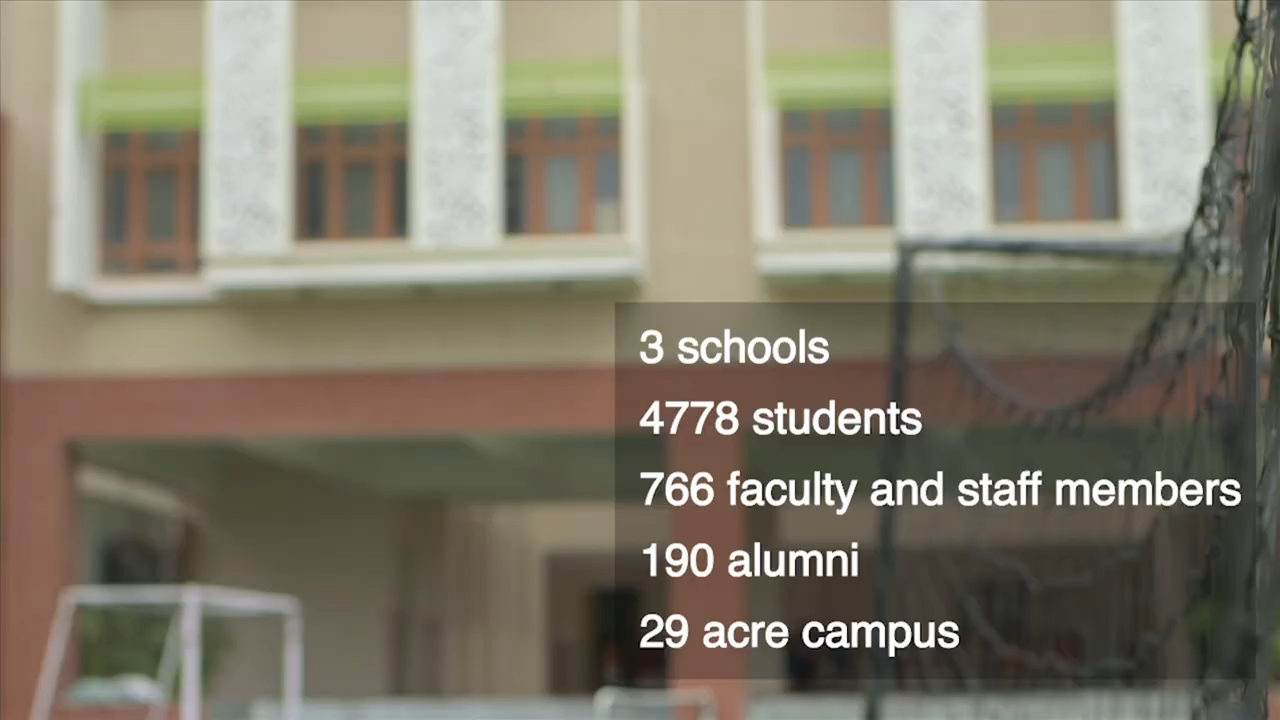 3 schools
4778 students
766 faculty and staff members
190 alumni
29 acre campus